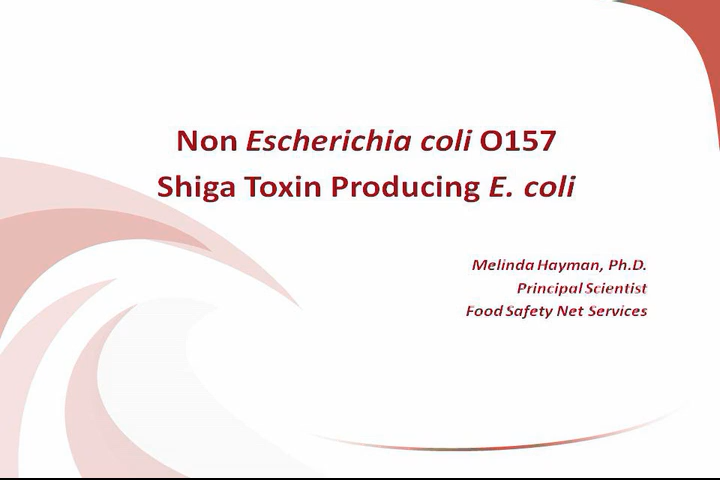 Non Escherichia coli O157
Shiga Toxin Producing E. coli
Melinda Hayman, Ph.D.
Principal Scientist
Food Safety Net Services